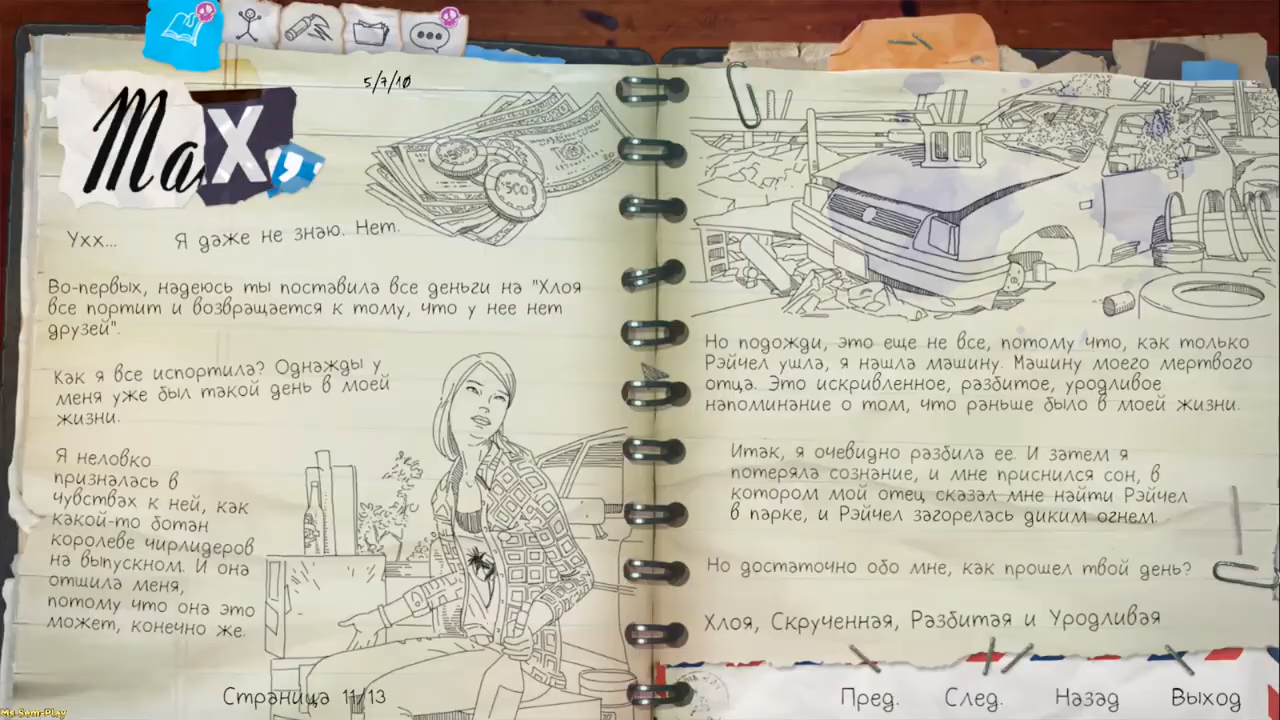 5/7/10
Max,
Ухх... Я даже не знаю. Нет.
Во-первых, надеюсь ты поставила все деньги на "Хлоя
все портит и возвращается к тому, что у нее нет
друзей".
Как я все испортила? Однажды у
меня уже был такой день в моей
жизни.
Я неловко
призналась в
чувствах к ней, как
какой-то ботан
королеве чирлидеров
на выпускном. И она
отшила меня,
потому что она это
может, конечно же.
Страница 11/13
$500
Но подожди, это еще не все, потому что, как только
Рэйчел ушла, я нашла машину. Машину моего мертвого
отца. Это искривленное, разбитое, уродливое
напоминание о том, что раньше было в моей жизни.
Итак, я очевидно разбила ее. И затем я
потеряла сознание, и мне приснился сон, в
котором мой отец сказал мне найти Рэйчел
в парке, и Рэйчел загорелась диким огнем.
Но достаточно обо мне, как прошел твой день?
Хлоя, Скрученная, Разбитая и Уродливая
Пред. След. Назад Выход
Ms.Sem-Play